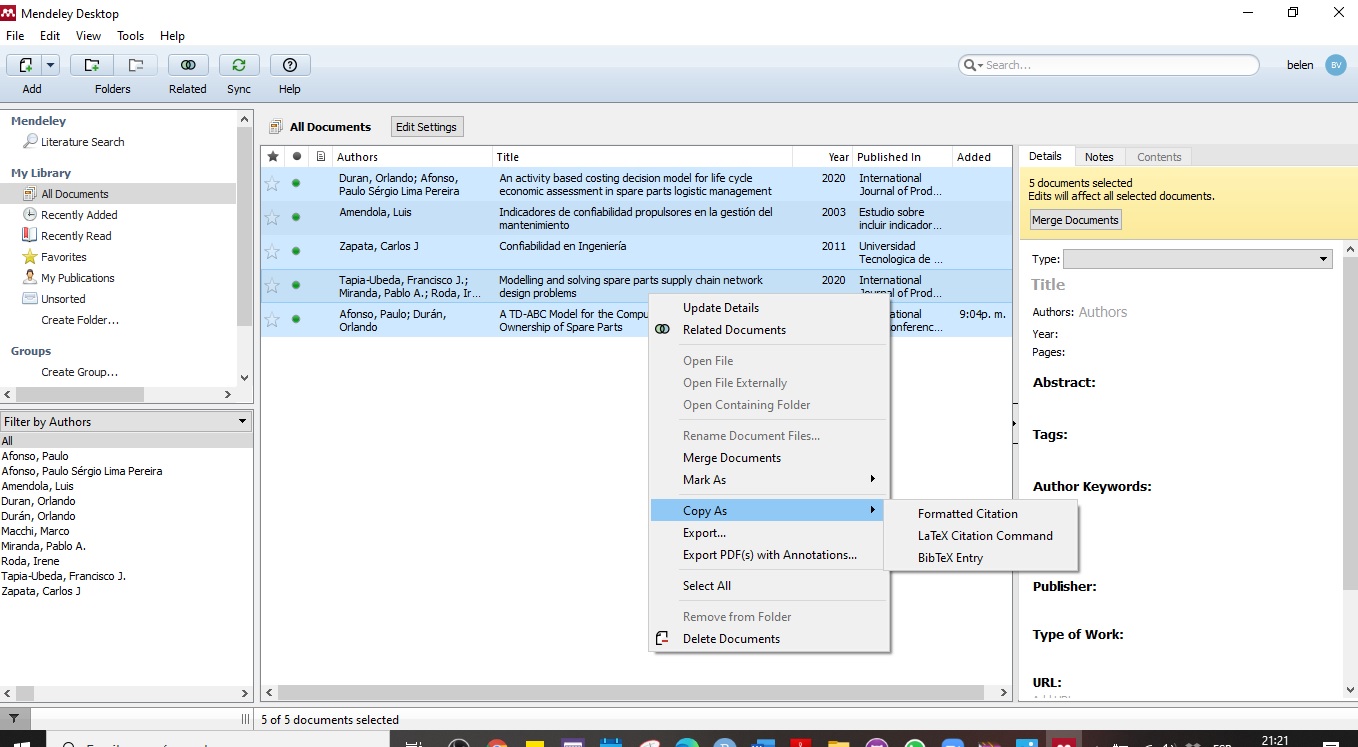 Mendeley Desktop
File Edit View Tools Help
Add Folders Related Sync Help
Search...
belen BV
Mendeley
Literature Search
My Library
All Documents
Recently Added
Recently Read
Favorites
My Publications
Unsorted
Create Folder...
Groups
Create Group...
Filter by Authors
All
Afonso, Paulo
Afonso, Paulo Sérgio Lima Pereira
Amendola, Luis
Duran, Orlando
Durán, Orlando
Macchi, Marco
Miranda, Pablo A.
Roda, Irene
Tapia-Ubeda, Francisco J.
Zapata, Carlos J
All Documents Edit Settings
Authors Title Year Published In Added
Duran, Orlando; Afonso, An activity based costing decision model for life cycle 2020 International
Paulo Sérgio Lima Pereira economic assessment in spare parts logistic management Journal of Prod...
Amendola, Luis Indicadores de confiabilidad propulsores en la gestión del 2003 Estudio sobre
mantenimiento incluir indicador...
Zapata, Carlos J Confiabilidad en Ingeniería 2011 Universidad
Tecnologica de ...
Tapia-Ubeda, Francisco J.; Modelling and solving spare parts supply chain network 2020 International
Miranda, Pablo A.; Roda, Ir... design problems of Prod...
Afonso, Paulo; Durán, A TD-ABC Model for the Compu 9:04p. m.
Orlando Ownership of Spare Parts
Update Details
Related Documents
Open File
Open File Externally
Open Containing Folder
Rename Document Files...
Merge Documents
Mark As
Copy As
Export...
Export PDF(s) with Annotations...
Select All
Remove from Folder
Delete Documents
Formatted Citation
LaTeX Citation Command
BibTeX Entry
Details Notes Contents
5 documents selected
Edits will affect all selected documents.
Merge Documents
Type:
Title
Authors: Authors
Year:
Pages:
Abstract:
Tags:
Author Keywords:
Publisher:
Type of Work:
URL:
5 of 5 documents selected
21:21